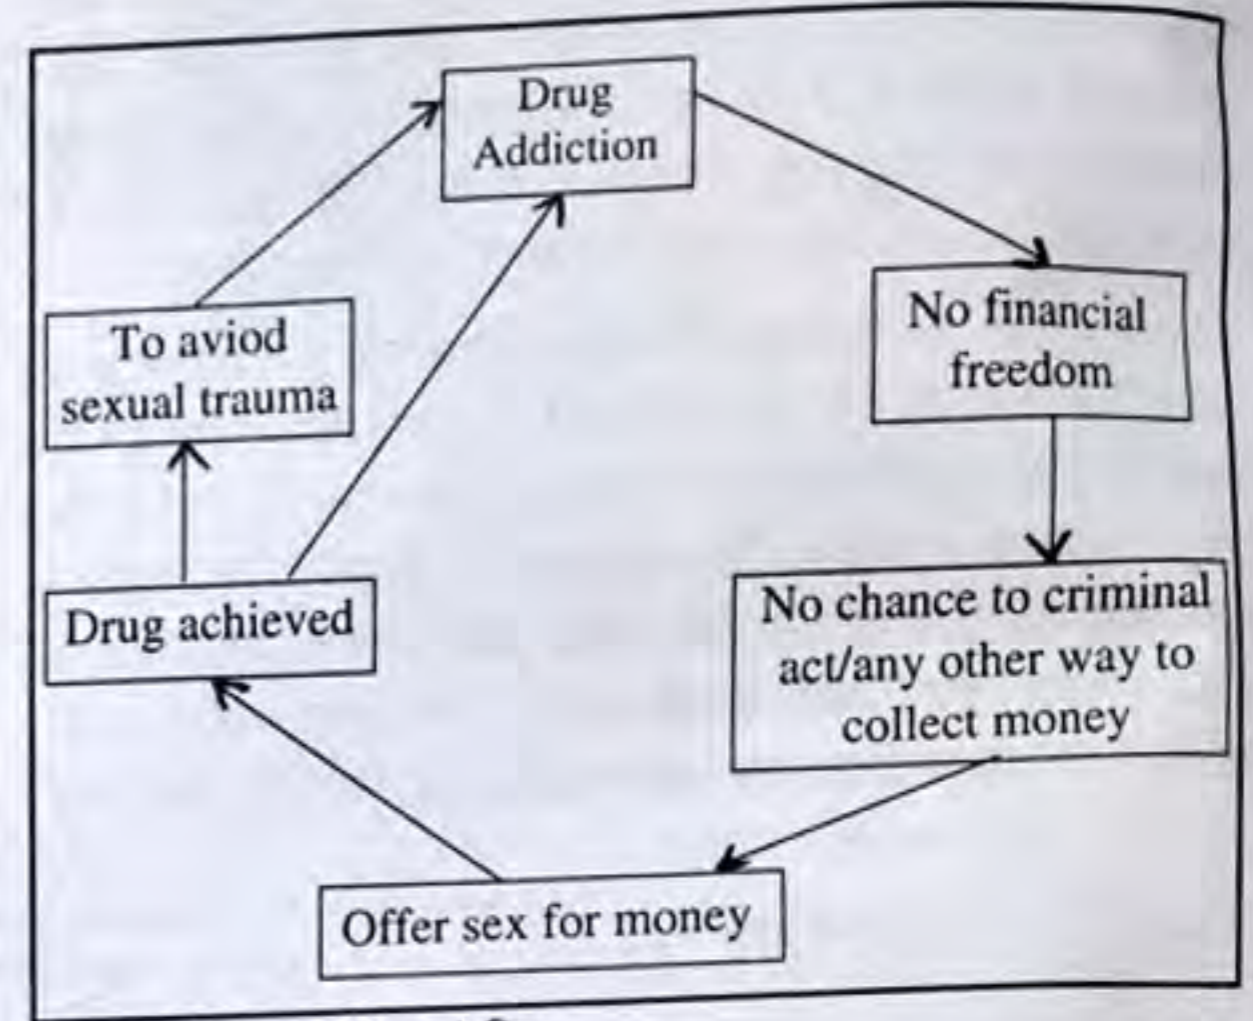 Drug
Addiction
No financial
freedom
No chance to criminal
act/any other way to
collect money
Offer sex for money
Drug achieved
To aviod
sexual trauma